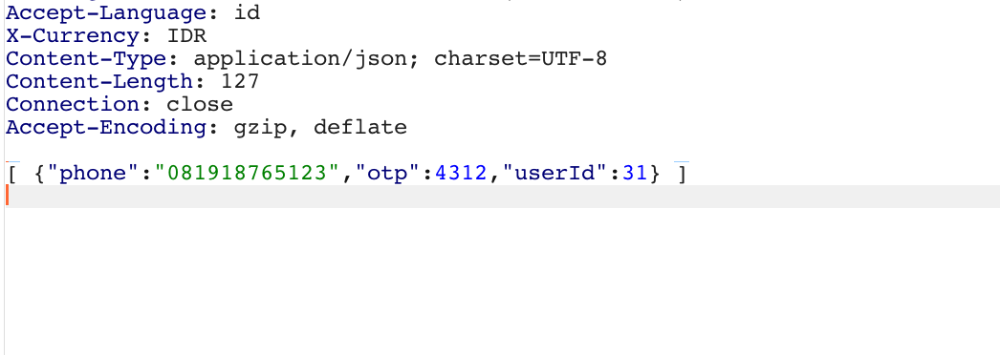 Accept-Language: id
X-Currency: IDR
Content-Type: application/json; charset=UTF-8
Content-Length: 127
Connection: close
Accept-Encoding: gzip, deflate
[ {"phone":"081918765123","otp":4312,"userId":31} ]